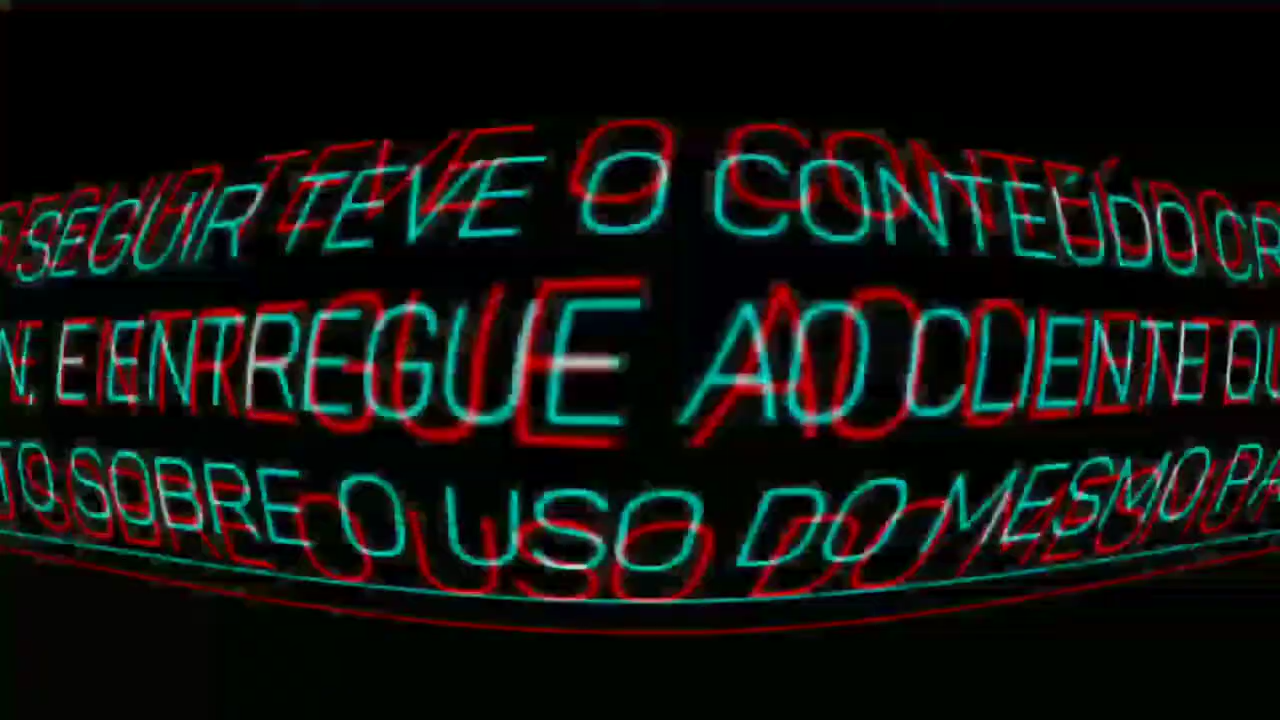 SEGUIR TEVE O CONTEÚDO
E ENTREGUE AO CLIENTE
SOBRE O USO DO MESMO